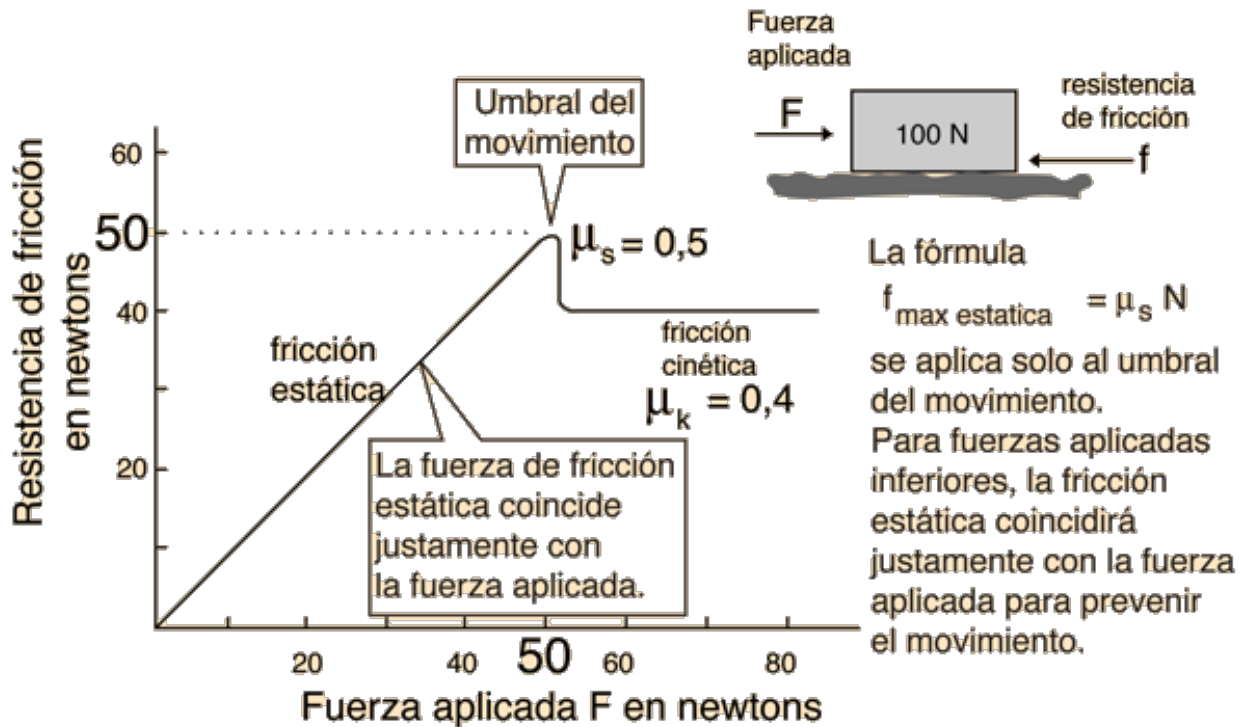 Fuerza
aplicada
F
100 N
resistencia
de fricción
f
Umbral del
movimiento
Resistencia de fricción
en newtons
60
50
40
20
μs = 0,5
fricción
estática
fricción
cinética
μk = 0,4
La fuerza de fricción
estática coincide
justamente con
la fuerza aplicada.
20
40
50
60
80
Fuerza aplicada F en newtons
La fórmula
f max estatica = μs N
se aplica solo al umbral
del movimiento.
Para fuerzas aplicadas
inferiores, la fricción
estática coincidirá
justamente con la fuerza
aplicada para prevenir
el movimiento.